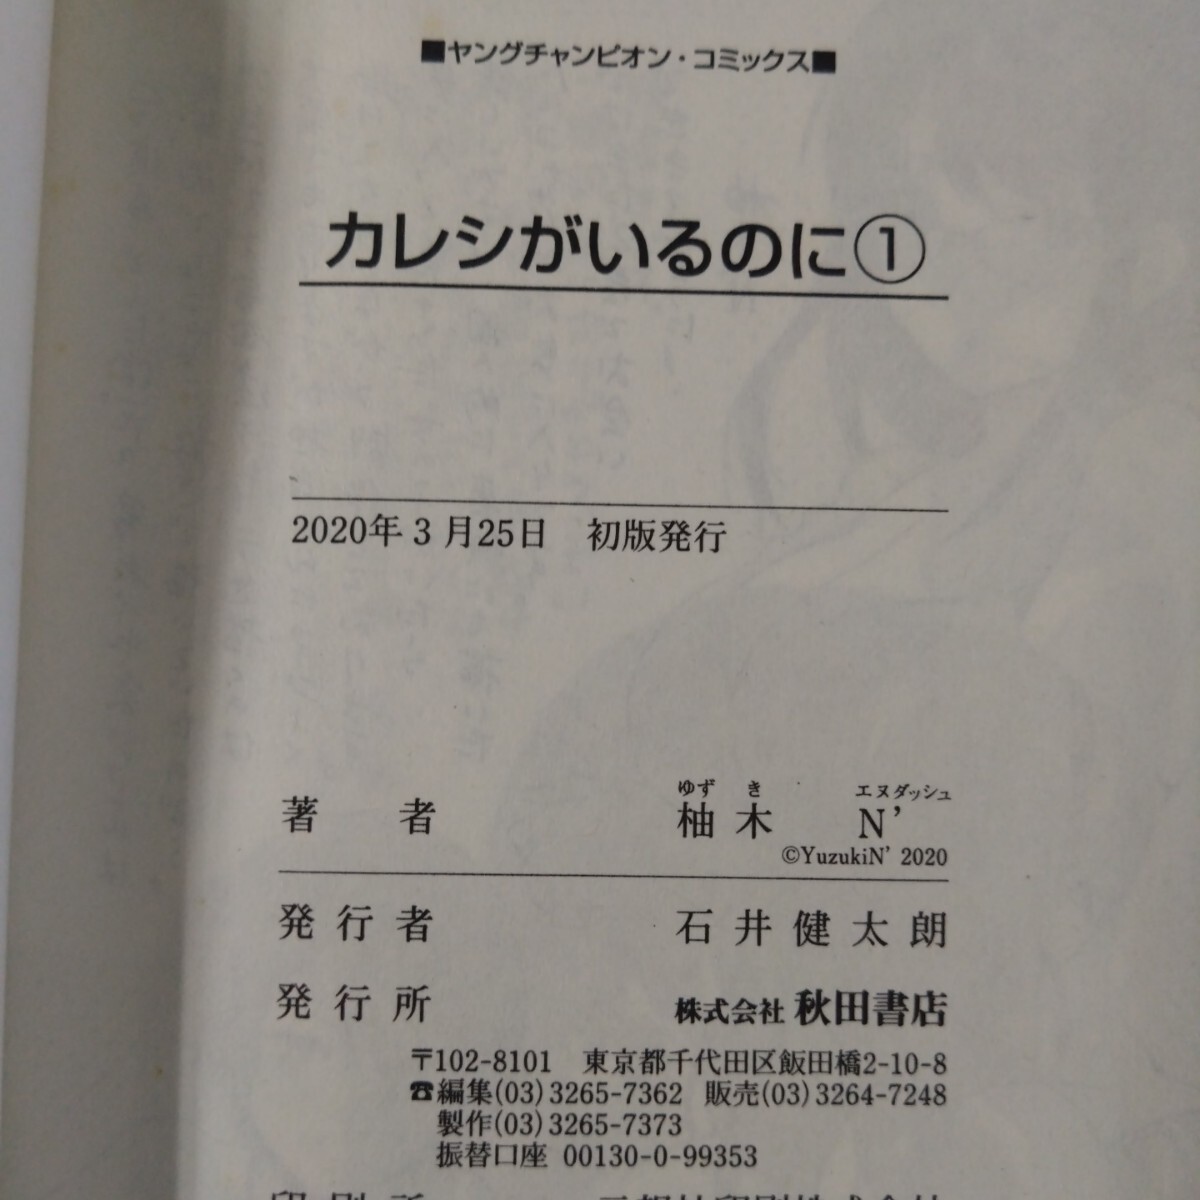 ■ヤングチャンピオン・コミックス■
カレシがいるのに①
2020年3月25日　初版発行
ゆず き　エヌダッシュ
著者　柚木 N’
©YuzukiN’ 2020
発行者　石井健太朗
発行所　株式会社 秋田書店
〒102-8101　東京都千代田区飯田橋2-10-8
☎編集(03)3265-7362　販売(03)3264-7248
製作(03)3265-7373
振替口座 00130-0-99353